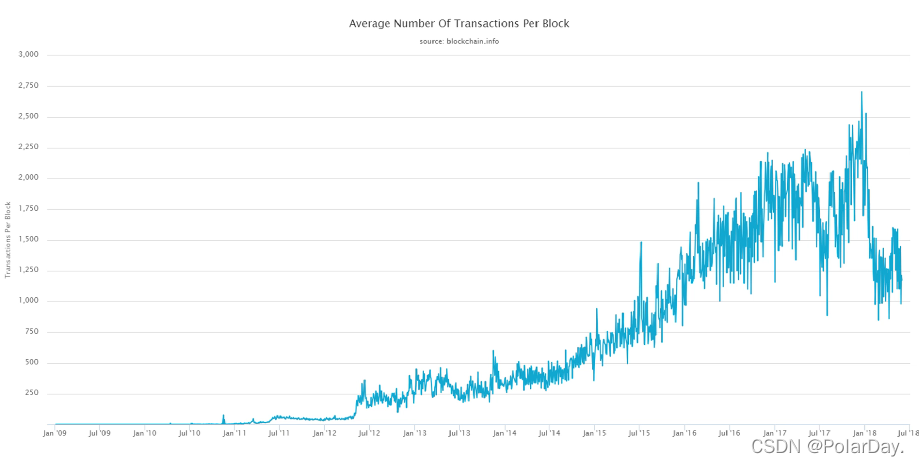 Average Number Of Transactions Per Block
source: blockchain.info
Transactions Per Block
3,000
2,750
2,500
2,250
2,000
1,750
1,500
1,250
1,000
750
500
250
Jan '09
Jul '09
Jan '10
Jul '10
Jan '11
Jul '11
Jan '12
Jul '12
Jan '13
Jul '13
Jan '14
Jul '14
Jan '15
Jul '15
Jan '16
Jul '16
Jan '17
Jul '17
Jan '18
Jul '18
CSDN @PolarDay.